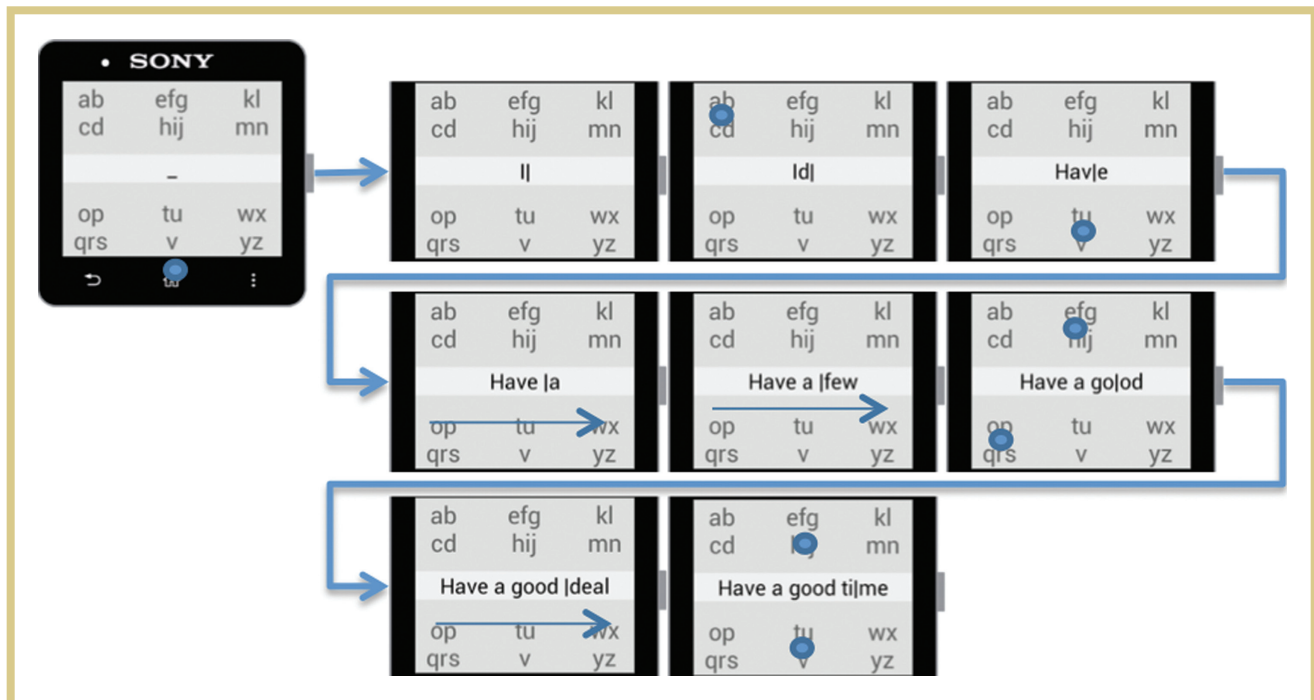 SONY
ab efg kl
cd hij mn
_
op tu wx
qrs v yz
ab efg kl
cd hij mn
I|
op tu wx
qrs v yz
ab efg kl
cd hij mn
Id|
op tu wx
qrs v yz
ab efg kl
cd hij mn
Hav|e
op tu wx
qrs v yz
ab efg kl
cd hij mn
Have |a
op tu wx
qrs v yz
ab efg kl
cd hij mn
Have a |few
op tu wx
qrs v yz
ab efg kl
cd hij mn
Have a go|od
op tu wx
qrs v yz
ab efg kl
cd hij mn
Have a good |deal
op tu wx
qrs v yz
ab efg kl
cd hij mn
Have a good ti|me
op tu wx
qrs v yz